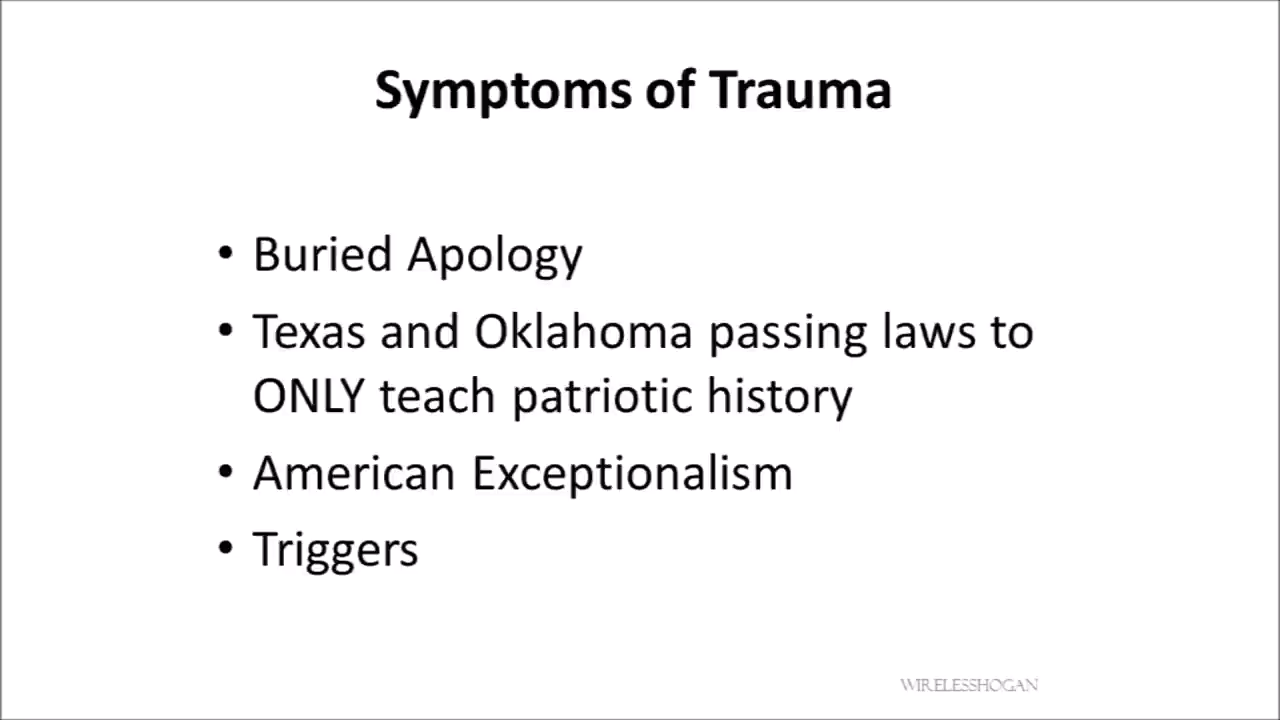 Symptoms of Trauma
• Buried Apology
• Texas and Oklahoma passing laws to
ONLY teach patriotic history
• American Exceptionalism
• Triggers
WIRELESSHOGAN